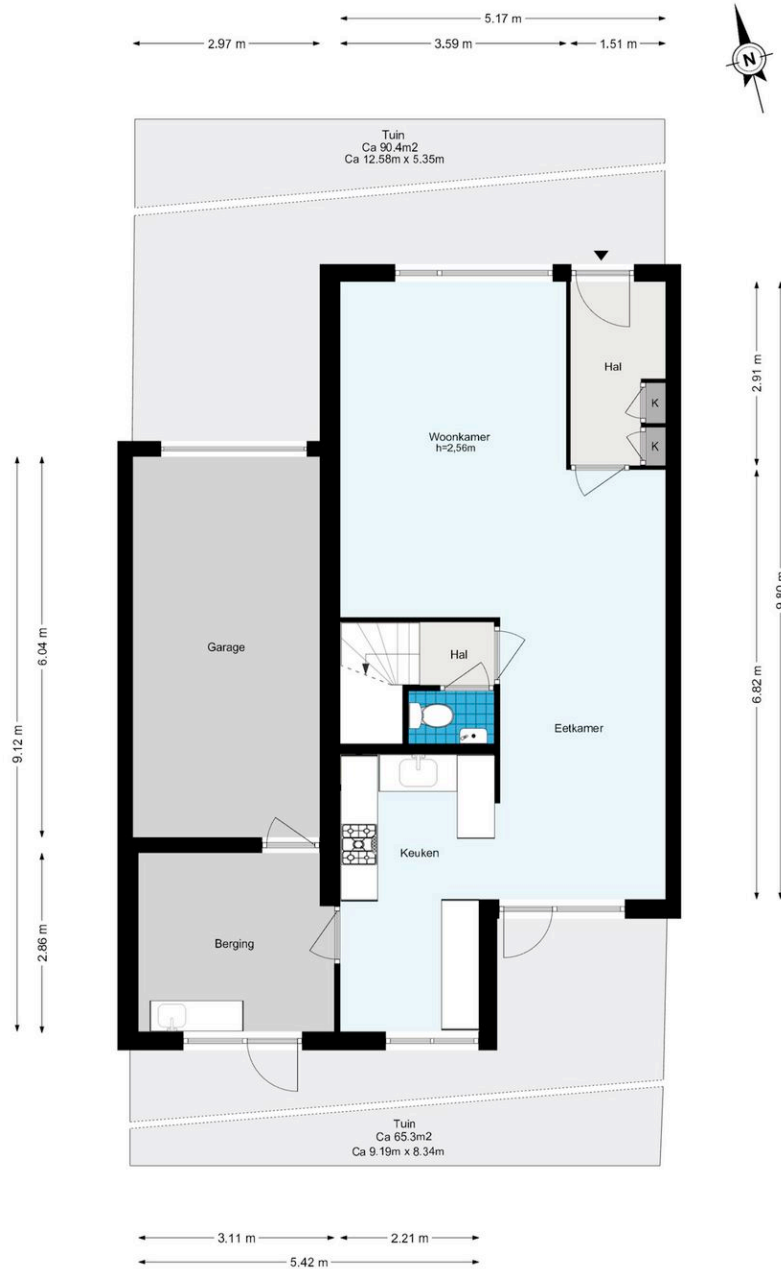 5.17 m
2.97 m
3.59 m
1.51 m
N
Tuin
Ca 90.4m2
Ca 12.58m x 5.35m
Hal
2.91 m
K
K
Woonkamer
h=2,56m
9.80 m
Garage
6.04 m
9.12 m
Hal
6.82 m
Eetkamer
Keuken
Berging
2.86 m
Tuin
Ca 65.3m2
Ca 9.19m x 8.34m
3.11 m
2.21 m
5.42 m